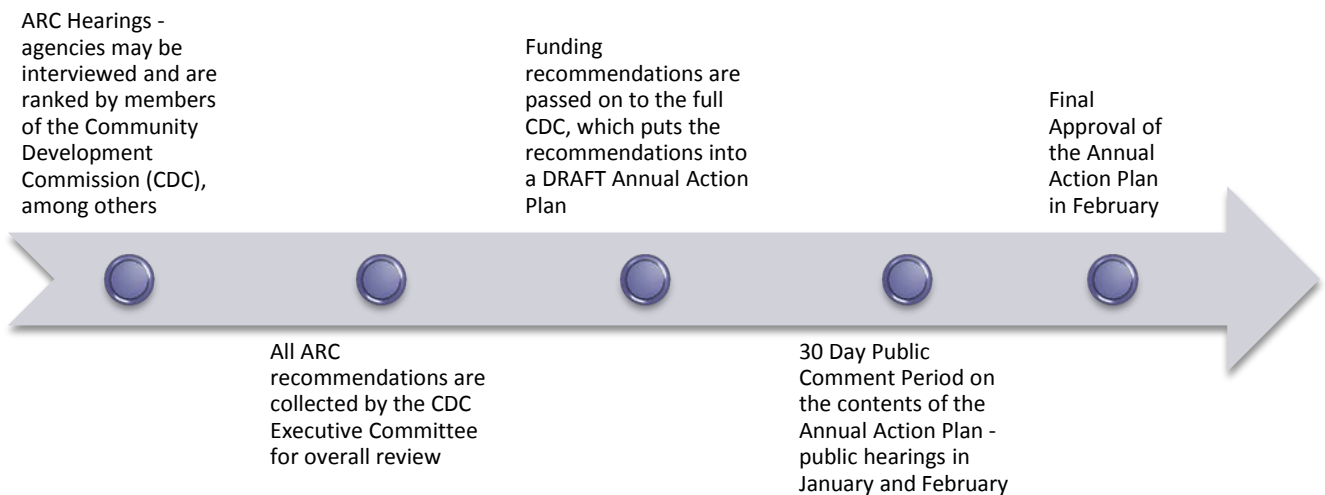 ARC Hearings -
agencies may be
interviewed and are
ranked by members
of the Community
Development
Commission (CDC),
among others
All ARC
recommendations are
collected by the CDC
Executive Committee
for overall review
Funding
recommendations are
passed on to the full
CDC, which puts the
recommendations into
a DRAFT Annual Action
Plan
30 Day Public
Comment Period on
the contents of the
Annual Action Plan -
public hearings in
January and February
Final
Approval of
the Annual
Action Plan
in February